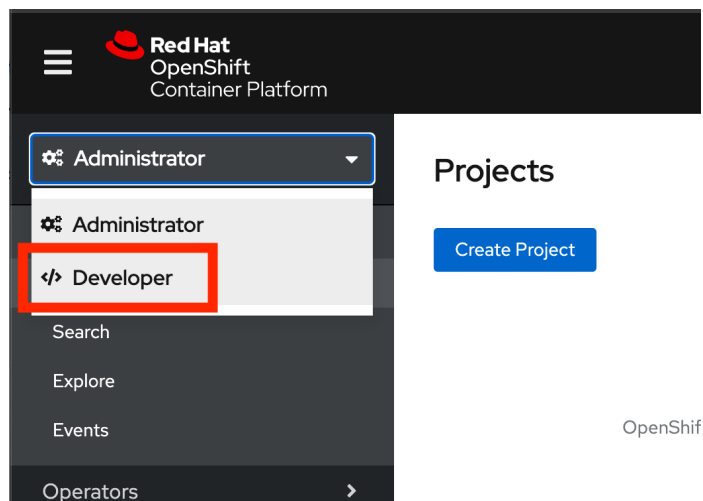 Red Hat
OpenShift
Container Platform
Administrator
Administrator
</> Developer
Search
Explore
Events
Operators
Projects
Create Project
OpenShif